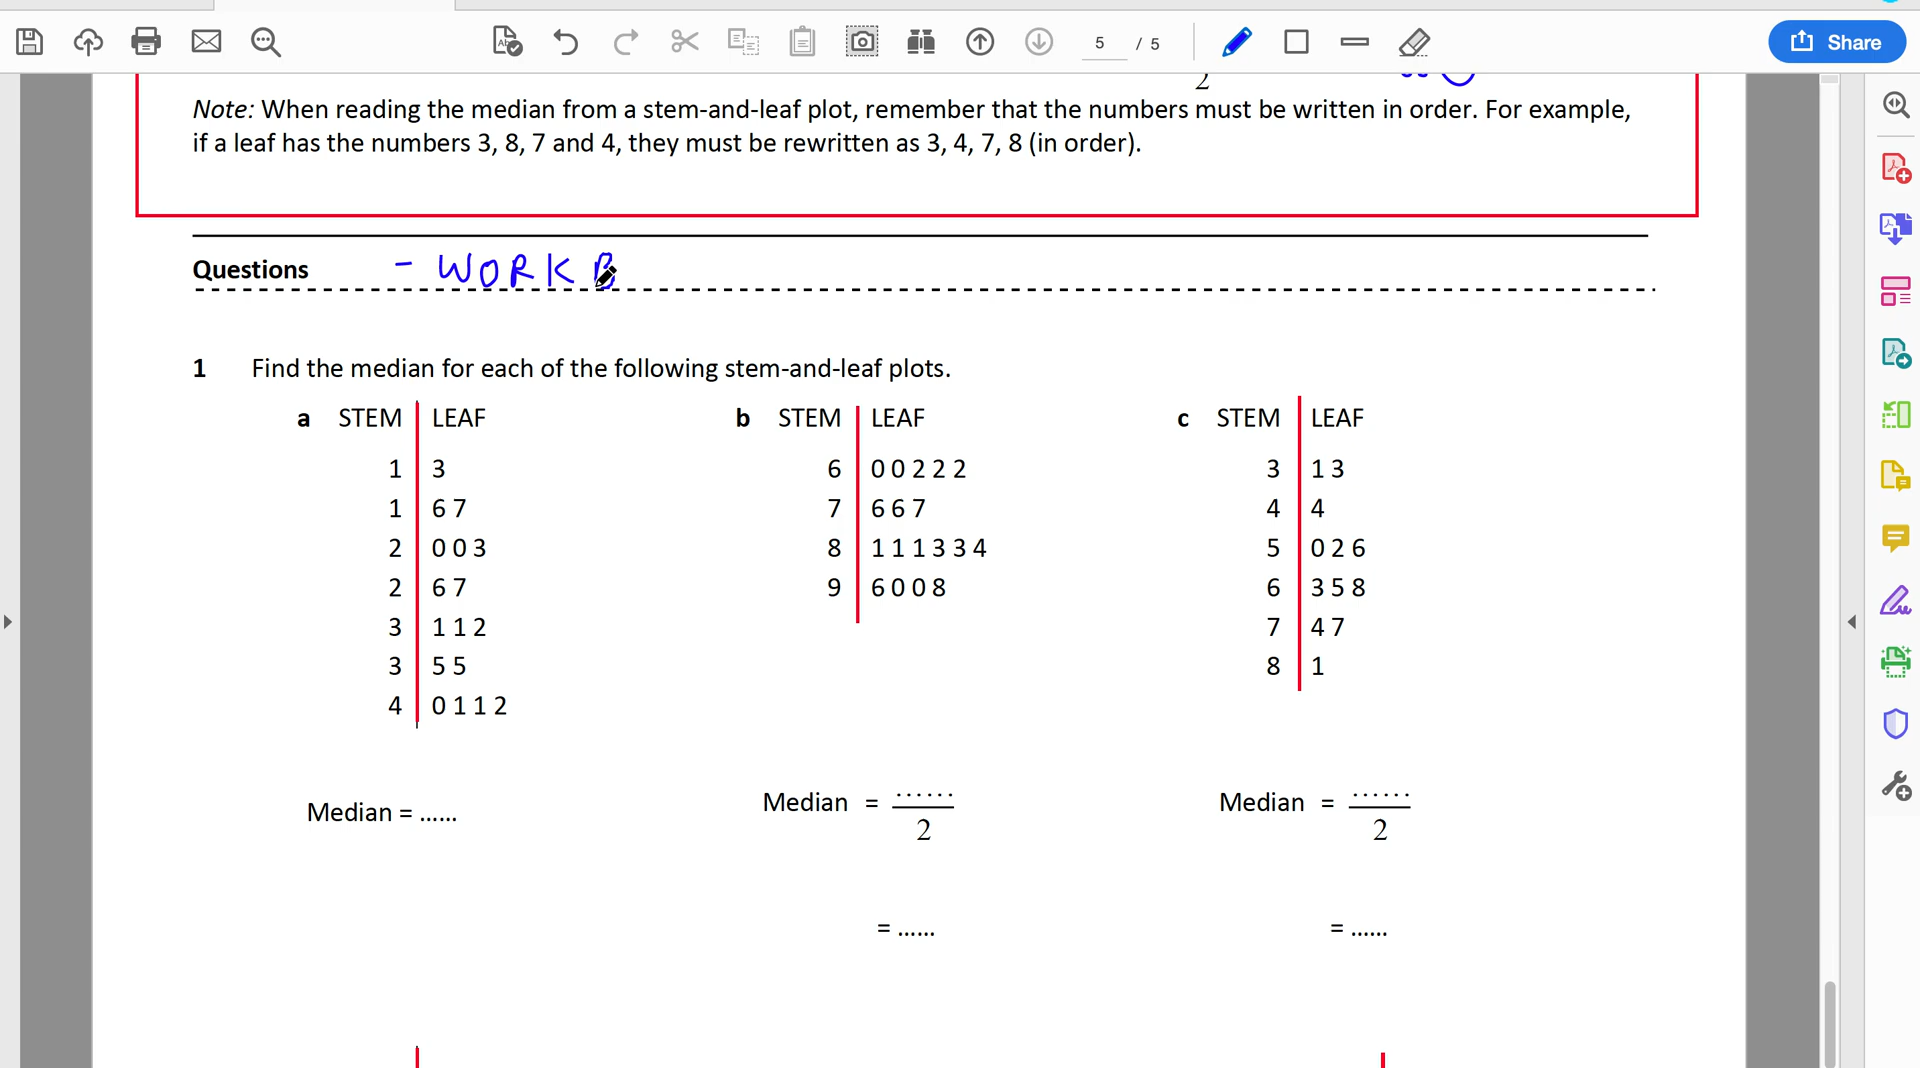 5 / 5
Share
2
Note: When reading the median from a stem-and-leaf plot, remember that the numbers must be written in order. For example,
if a leaf has the numbers 3, 8, 7 and 4, they must be rewritten as 3, 4, 7, 8 (in order).
Questions - WORK B
1 Find the median for each of the following stem-and-leaf plots.
a STEM LEAF
1 3
1 6 7
2 0 0 3
2 6 7
3 1 1 2
3 5 5
4 0 1 1 2
Median = ......
b STEM LEAF
6 0 0 2 2 2
7 6 6 7
8 1 1 1 3 3 4
9 6 0 0 8
Median = ......
2
= ......
c STEM LEAF
3 1 3
4 4
5 0 2 6
6 3 5 8
7 4 7
8 1
Median = ......
2
= ......